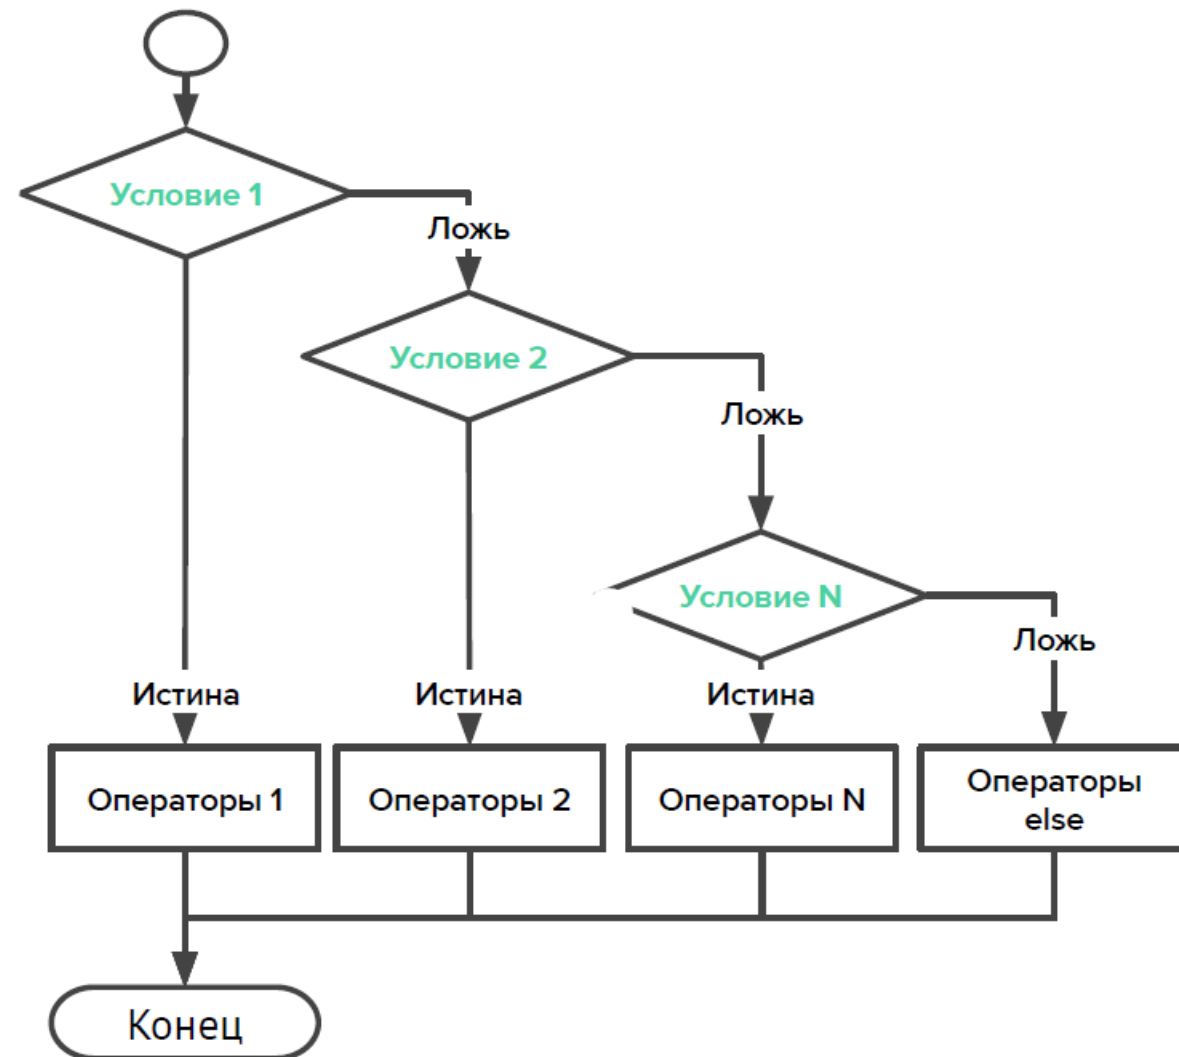 Условие 1
Ложь
Условие 2
Ложь
Условие N
Ложь
Истина
Истина
Истина
Операторы 1
Операторы 2
Операторы N
Операторы
else
Конец